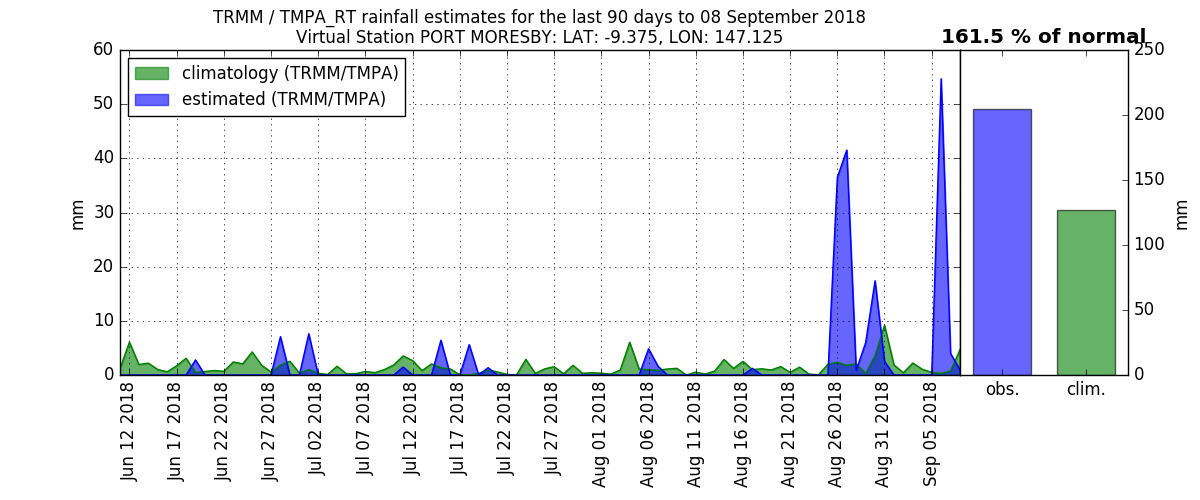 TRMM / TMPA_RT rainfall estimates for the last 90 days to 08 September 2018
Virtual Station PORT MORESBY: LAT: -9.375, LON: 147.125
161.5 % of normal
climatology (TRMM/TMPA)
estimated (TRMM/TMPA)
60
50
40
30
20
10
0
mm
Jun 12 2018
Jun 17 2018
Jun 22 2018
Jun 27 2018
Jul 02 2018
Jul 07 2018
Jul 12 2018
Jul 17 2018
Jul 22 2018
Jul 27 2018
Aug 01 2018
Aug 06 2018
Aug 11 2018
Aug 16 2018
Aug 21 2018
Aug 26 2018
Aug 31 2018
Sep 05 2018
250
200
150
100
50
0
mm
obs.
clim.